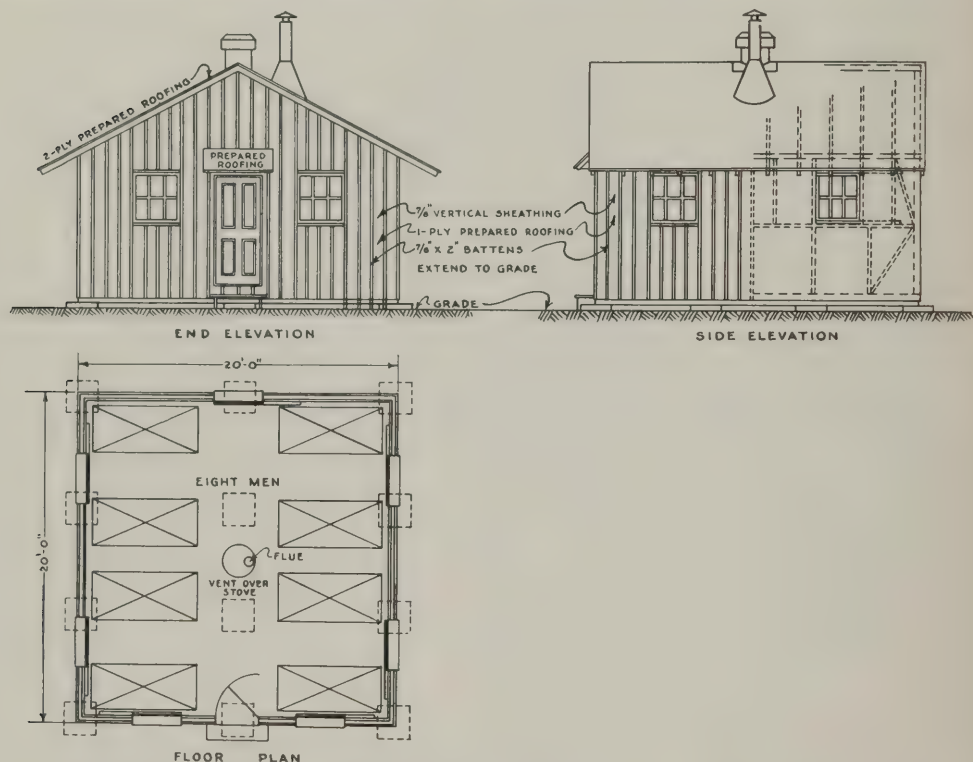 2-PLY PREPARED ROOFING
PREPARED
ROOFING
7/8" VERTICAL SHEATHING
1-PLY PREPARED ROOFING
7/8" X 2" BATTENS
EXTEND TO GRADE
GRADE
END ELEVATION
SIDE ELEVATION
20'-0"
20'-0"
EIGHT MEN
FLUE
VENT OVER
STOVE
FLOOR PLAN